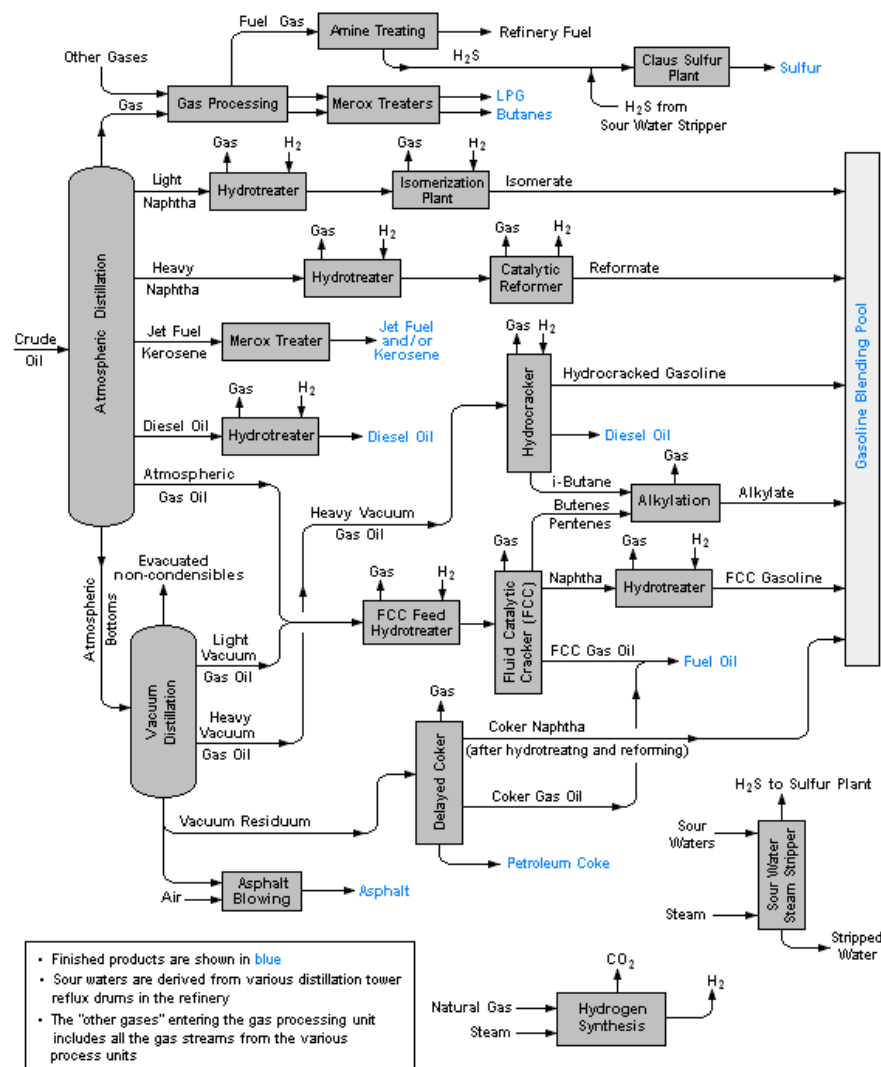 Fuel Gas
Amine Treating
Refinery Fuel
Other Gases
H2S
Claus Sulfur
Plant
Sulfur
Gas
Gas Processing
Merox Treaters
LPG
Butanes
H2S from
Sour Water Stripper
Gas
H2
Gas
H2
Light
Naphtha
Hydrotreater
Isomerization
Plant
Isomerate
Gas
H2
Gas
H2
Heavy
Naphtha
Hydrotreater
Catalytic
Reformer
Reformate
Atmospheric Distillation
Gasoline Blending Pool
Crude
Oil
Jet Fuel
Kerosene
Merox Treater
Jet Fuel
and/or
Kerosene
Gas
H2
Hydrocracker
Hydrocracked Gasoline
Gas
H2
Diesel Oil
Hydrotreater
Diesel Oil
Diesel Oil
Atmospheric
Gas Oil
i-Butane
Gas
Alkylation
Alkylate
Butenes
Pentenes
Heavy Vacuum
Gas Oil
Evacuated
non-condensibles
Atmospheric
Bottoms
Gas
H2
FCC Feed
Hydrotreater
Gas
Fluid Catalytic
Cracker (FCC)
Naphtha
Gas
H2
Hydrotreater
FCC Gasoline
Light
Vacuum
Gas Oil
FCC Gas Oil
Fuel Oil
Vacuum
Distillation
Heavy
Vacuum
Gas Oil
Gas
Delayed Coker
Coker Naphtha
(after hydrotreatng and reforming)
Coker Gas Oil
Vacuum Residuum
Petroleum Coke
Air
Asphalt
Blowing
Asphalt
H2S to Sulfur Plant
Sour
Waters
Sour Water
Steam Stripper
Steam
Stripped
Water
• Finished products are shown in blue
• Sour waters are derived from various distillation tower
reflux drums in the refinery
• The "other gases" entering the gas processing unit
includes all the gas streams from the various
process units
CO2
H2
Natural Gas
Steam
Hydrogen
Synthesis